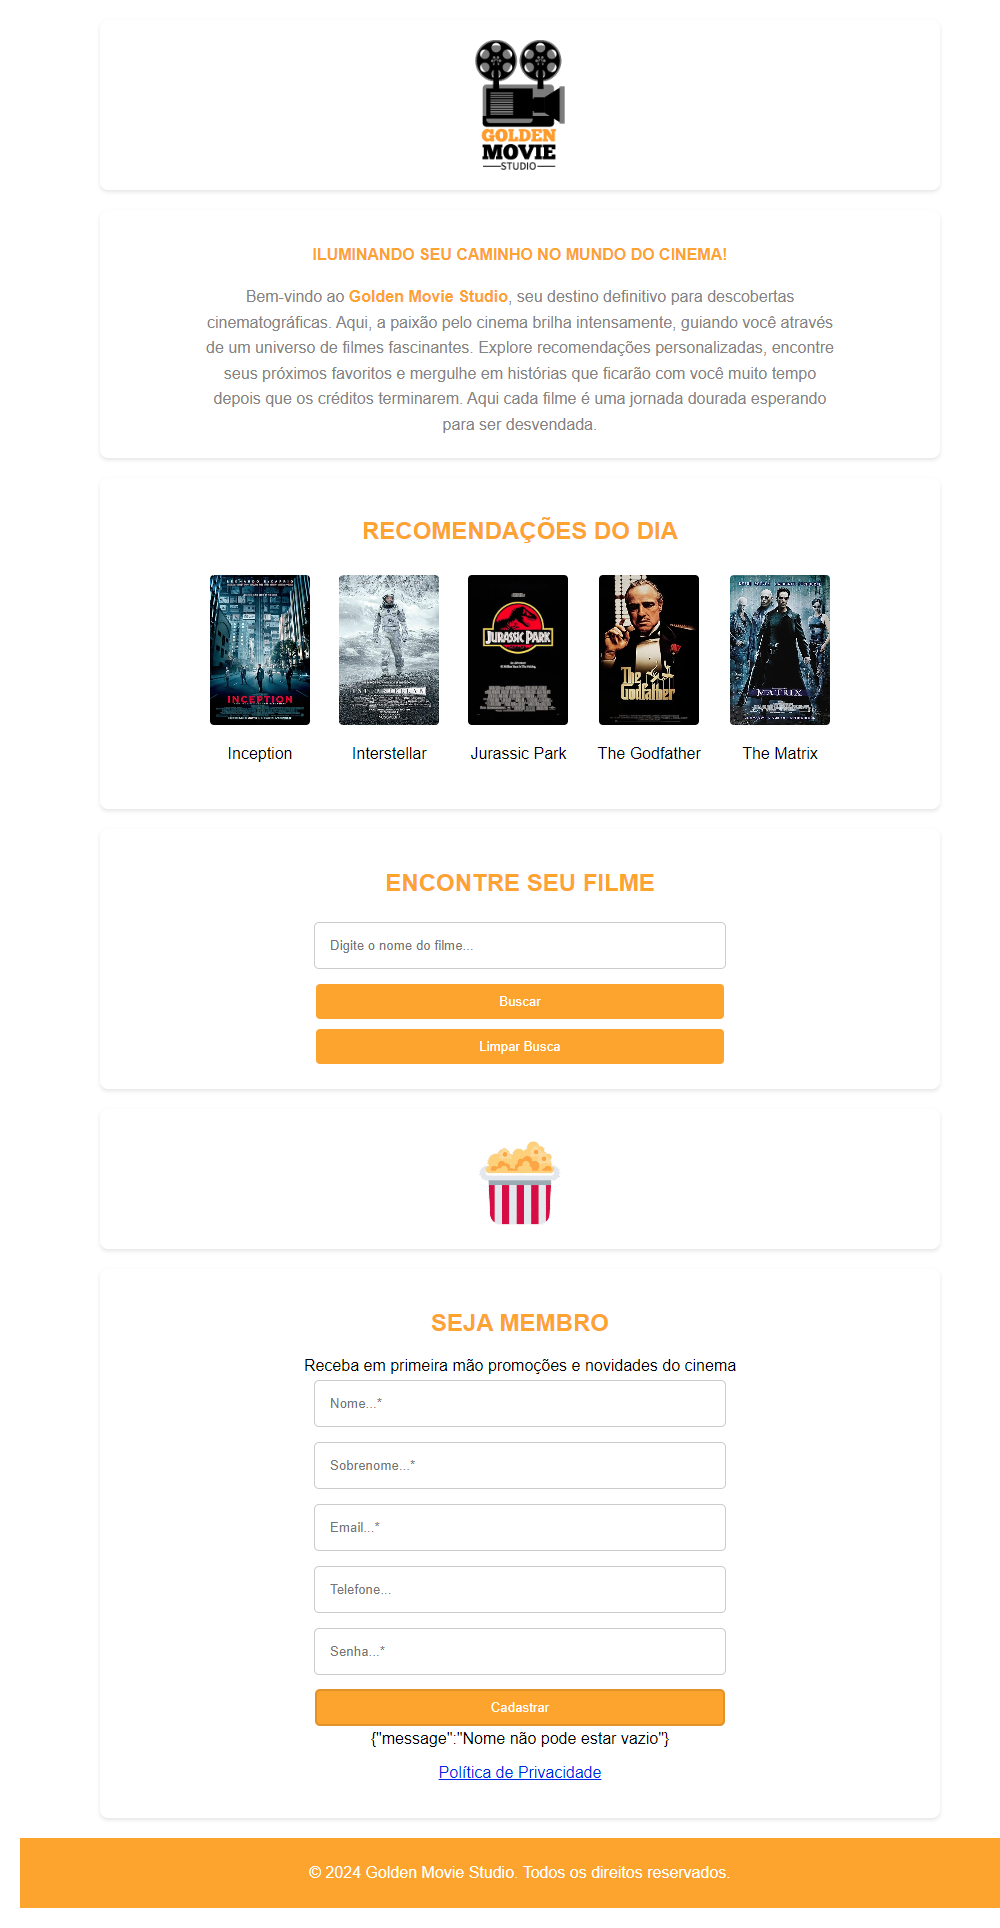 GOLDEN
MOVIE
STUDIO
ILUMINANDO SEU CAMINHO NO MUNDO DO CINEMA!
Bem-vindo ao Golden Movie Studio, seu destino definitivo para descobertas
cinematográficas. Aqui, a paixão pelo cinema brilha intensamente, guiando você através
de um universo de filmes fascinantes. Explore recomendações personalizadas, encontre
seus próximos favoritos e mergulhe em histórias que ficarão com você muito tempo
depois que os créditos terminarem. Aqui cada filme é uma jornada dourada esperando
para ser desvendada.
RECOMENDAÇÕES DO DIA
INCEPTION
INTERSTELLAR
JURASSIC PARK
The
Godfather
MATRIX
Inception
Interstellar
Jurassic Park
The Godfather
The Matrix
ENCONTRE SEU FILME
Digite o nome do filme...
Buscar
Limpar Busca
SEJA MEMBRO
Receba em primeira mão promoções e novidades do cinema
Nome...*
Sobrenome...*
Email...*
Telefone...
Senha...*
Cadastrar
{"message":"Nome não pode estar vazio"}
Política de Privacidade
© 2024 Golden Movie Studio. Todos os direitos reservados.